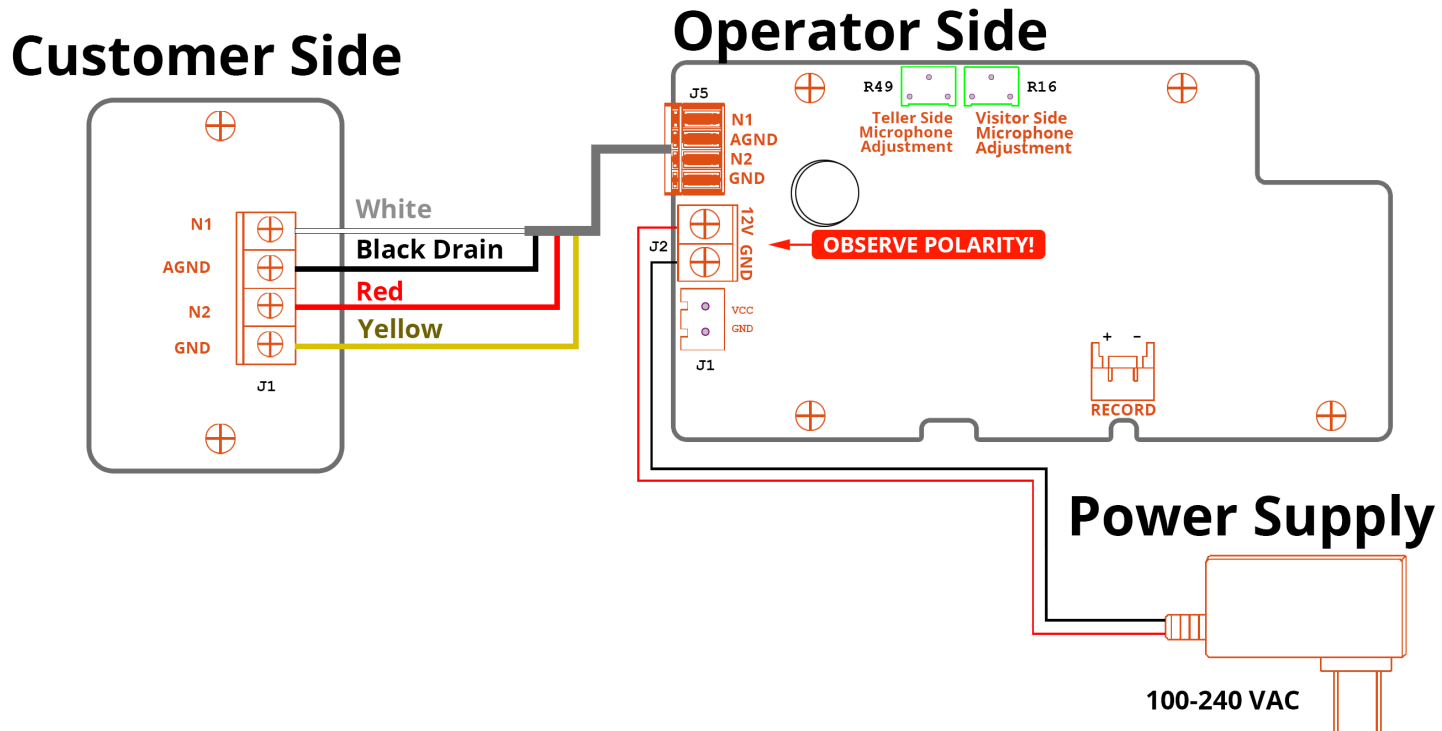 Customer Side
Operator Side
N1
AGND
N2
GND
J1
White
Black Drain
Red
Yellow
J5
N1
AGND
N2
GND
R49
R16
Teller Side
Microphone
Adjustment
Visitor Side
Microphone
Adjustment
J2
12V GND
OBSERVE POLARITY!
VCC
GND
J1
+ -
RECORD
Power Supply
100-240 VAC